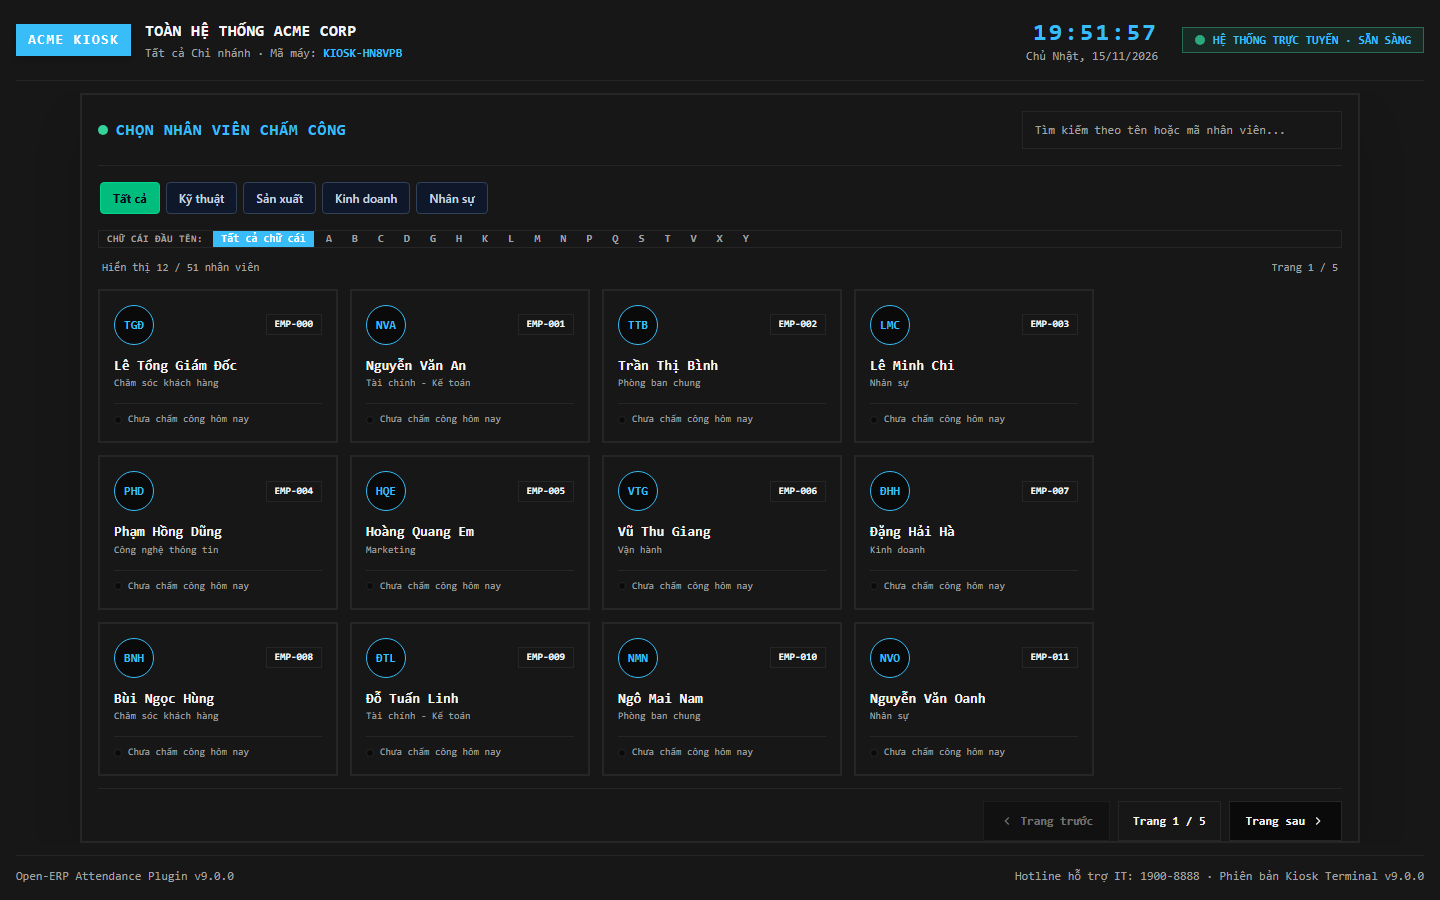 ACME KIOSK
TOÀN HỆ THỐNG ACME CORP
Tất cả Chi nhánh · Mã máy: KIOSK-HN8VPB
19:51:57
Chủ Nhật, 15/11/2026
HỆ THỐNG TRỰC TUYẾN · SẴN SÀNG
CHỌN NHÂN VIÊN CHẤM CÔNG
Tìm kiếm theo tên hoặc mã nhân viên...
Tất cả Kỹ thuật Sản xuất Kinh doanh Nhân sự
CHỮ CÁI ĐẦU TÊN: Tất cả chữ cái A B C D G H K L M N P Q S T V X Y
Hiển thị 12 / 51 nhân viên
Trang 1 / 5
TGĐ EMP-000
Lê Tổng Giám Đốc
Chăm sóc khách hàng
Chưa chấm công hôm nay
NVA EMP-001
Nguyễn Văn An
Tài chính - Kế toán
Chưa chấm công hôm nay
TTB EMP-002
Trần Thị Bình
Phòng ban chung
Chưa chấm công hôm nay
LMC EMP-003
Lê Minh Chi
Nhân sự
Chưa chấm công hôm nay
PHD EMP-004
Phạm Hồng Dũng
Công nghệ thông tin
Chưa chấm công hôm nay
HQE EMP-005
Hoàng Quang Em
Marketing
Chưa chấm công hôm nay
VTG EMP-006
Vũ Thu Giang
Vận hành
Chưa chấm công hôm nay
ĐHH EMP-007
Đặng Hải Hà
Kinh doanh
Chưa chấm công hôm nay
BNH EMP-008
Bùi Ngọc Hùng
Chăm sóc khách hàng
Chưa chấm công hôm nay
ĐTL EMP-009
Đỗ Tuấn Linh
Tài chính - Kế toán
Chưa chấm công hôm nay
NMN EMP-010
Ngô Mai Nam
Phòng ban chung
Chưa chấm công hôm nay
NVO EMP-011
Nguyễn Văn Oanh
Nhân sự
Chưa chấm công hôm nay
Trang trước Trang 1 / 5 Trang sau
Open-ERP Attendance Plugin v9.0.0
Hotline hỗ trợ IT: 1900-8888 · Phiên bản Kiosk Terminal v9.0.0